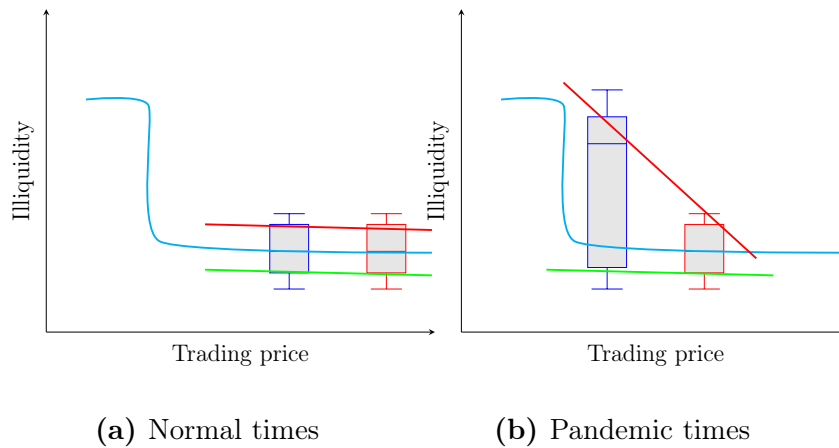 Illiquidity
Trading price
(a) Normal times
Illiquidity
Trading price
(b) Pandemic times